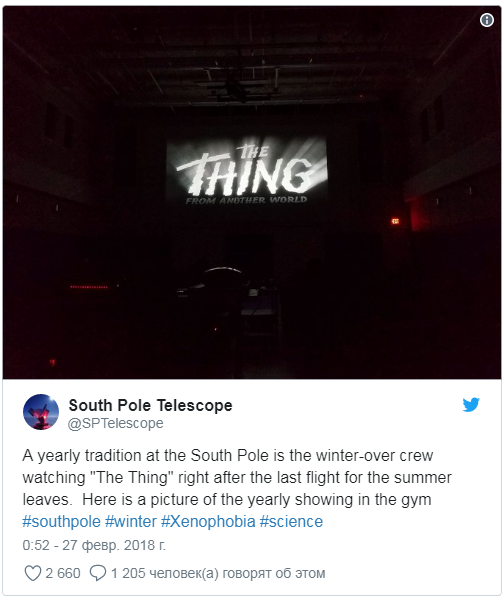 THE
THING
FROM ANOTHER WORLD
South Pole Telescope
@SPTelescope
A yearly tradition at the South Pole is the winter-over crew
watching "The Thing" right after the last flight for the summer
leaves.  Here is a picture of the yearly showing in the gym
#southpole #winter #Xenophobia #science
0:52 - 27 февр. 2018 г.
2 660 1 205 человек(а) говорят об этом